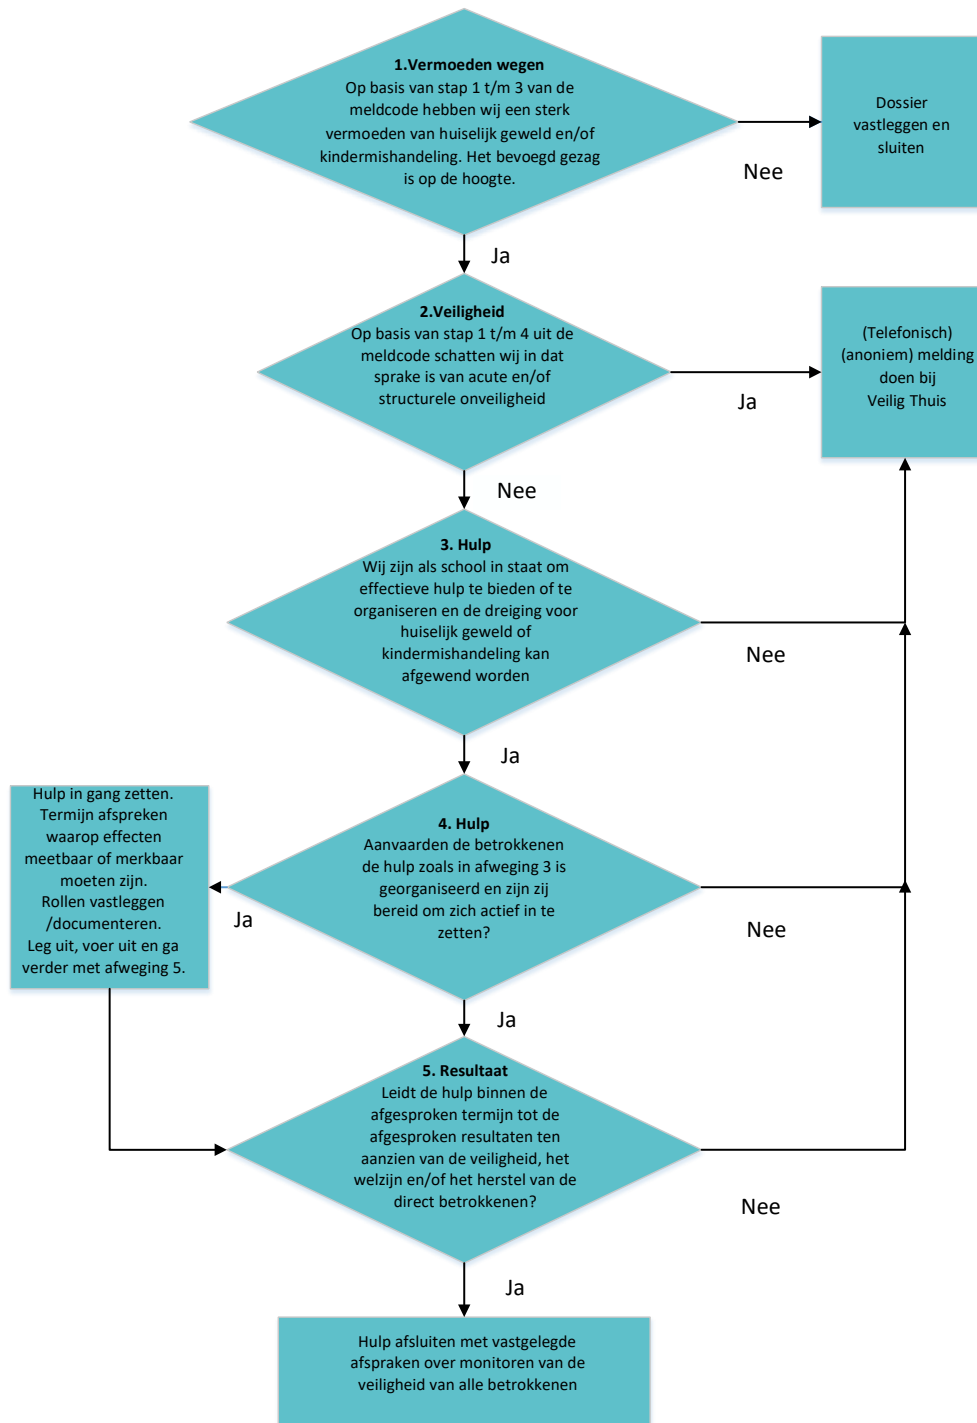 1.Vermoeden wegen
Op basis van stap 1 t/m 3 van de
meldcode hebben wij een sterk
vermoeden van huiselijk geweld en/of
kindermishandeling. Het bevoegd gezag
is op de hoogte.
Nee
Dossier
vastleggen en
sluiten
Ja
2.Veiligheid
Op basis van stap 1 t/m 4 uit de
meldcode schatten wij in dat
sprake is van acute en/of
structurele onveiligheid
Ja
(Telefonisch)
(anoniem) melding
doen bij
Veilig Thuis
Nee
3. Hulp
Wij zijn als school in staat om
effectieve hulp te bieden of te
organiseren en de dreiging voor
huiselijk geweld of
kindermishandeling kan
afgewend worden
Nee
Ja
4. Hulp
Aanvaarden de betrokkenen
de hulp zoals in afweging 3 is
georganiseerd en zijn zij
bereid om zich actief in te
zetten?
Nee
Ja
Hulp in gang zetten.
Termijn afspreken
waarop effecten
meetbaar of merkbaar
moeten zijn.
Rollen vastleggen
/documenteren.
Leg uit, voer uit en ga
verder met afweging 5.
Ja
5. Resultaat
Leidt de hulp binnen de
afgesproken termijn tot de
afgesproken resultaten ten
aanzien van de veiligheid, het
welzijn en/of het herstel van de
direct betrokkenen?
Nee
Ja
Hulp afsluiten met vastgelegde
afspraken over monitoren van de
veiligheid van alle betrokkenen